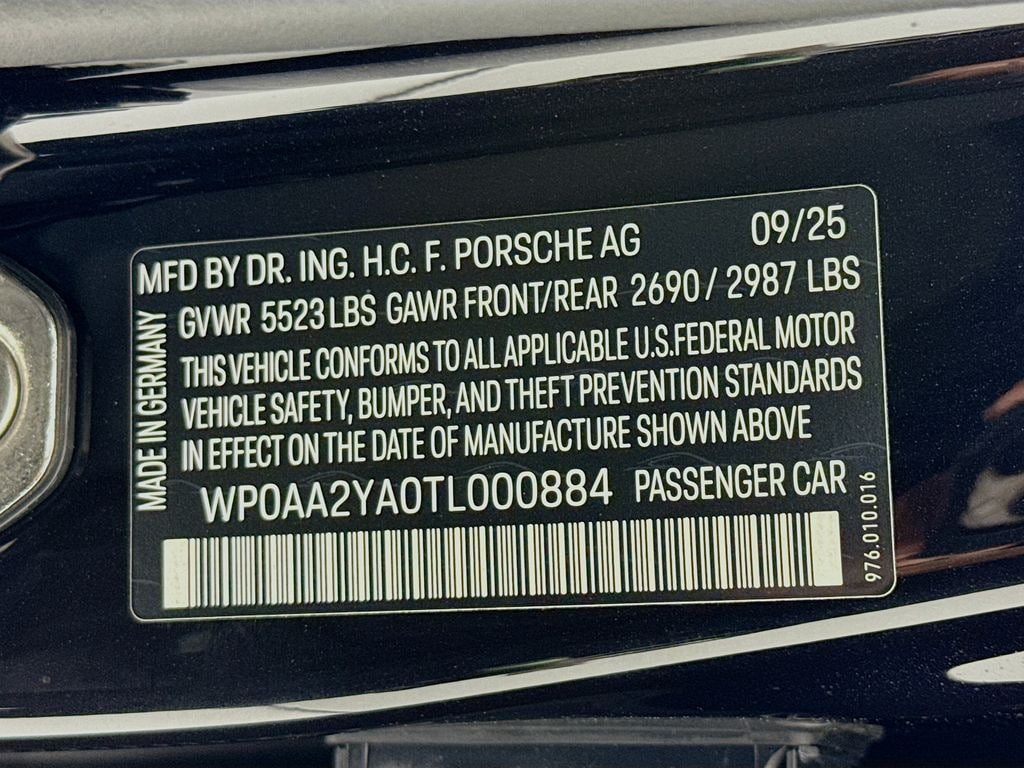 MFD BY DR. ING. H.C. F. PORSCHE AG 09/25
GVWR 5523 LBS GAWR FRONT/REAR 2690 / 2987 LBS
THIS VEHICLE CONFORMS TO ALL APPLICABLE U.S.FEDERAL MOTOR
VEHICLE SAFETY, BUMPER, AND THEFT PREVENTION STANDARDS
IN EFFECT ON THE DATE OF MANUFACTURE SHOWN ABOVE
WP0AA2YA0TL000884 PASSENGER CAR
MADE IN GERMANY
976.010.016